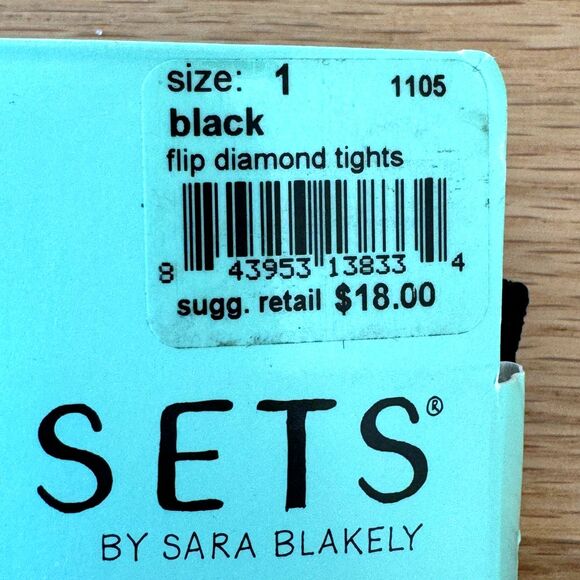 size: 1 1105
black
flip diamond tights
8 43953 13833 4
sugg. retail $18.00
SETS®
BY SARA BLAKELY